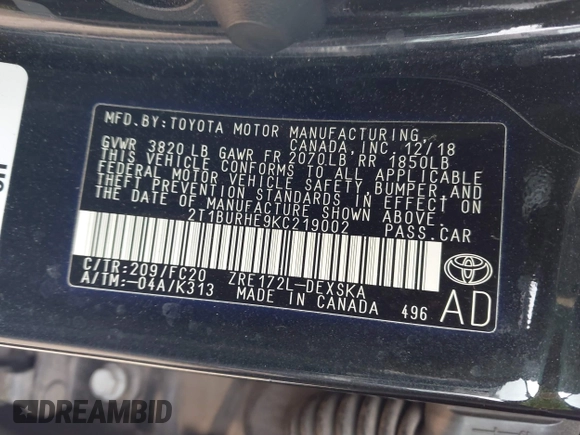 MFD. BY: TOYOTA MOTOR MANUFACTURING,
CANADA, INC. 12/18
GVWR 3820 LB GAWR FR 2070LB RR 1850LB
THIS VEHICLE CONFORMS TO ALL APPLICABLE
FEDERAL MOTOR VEHICLE SAFETY, BUMPER, AND
THEFT PREVENTION STANDARDS IN EFFECT ON
THE DATE OF MANUFACTURE SHOWN ABOVE.
2T1BURHE9KC219002 PASS. CAR
C/TR: 209/FC20 ZRE172L-DEXSKA
A/TM: -04A/K313 MADE IN CANADA 496
AD
DREAMBID